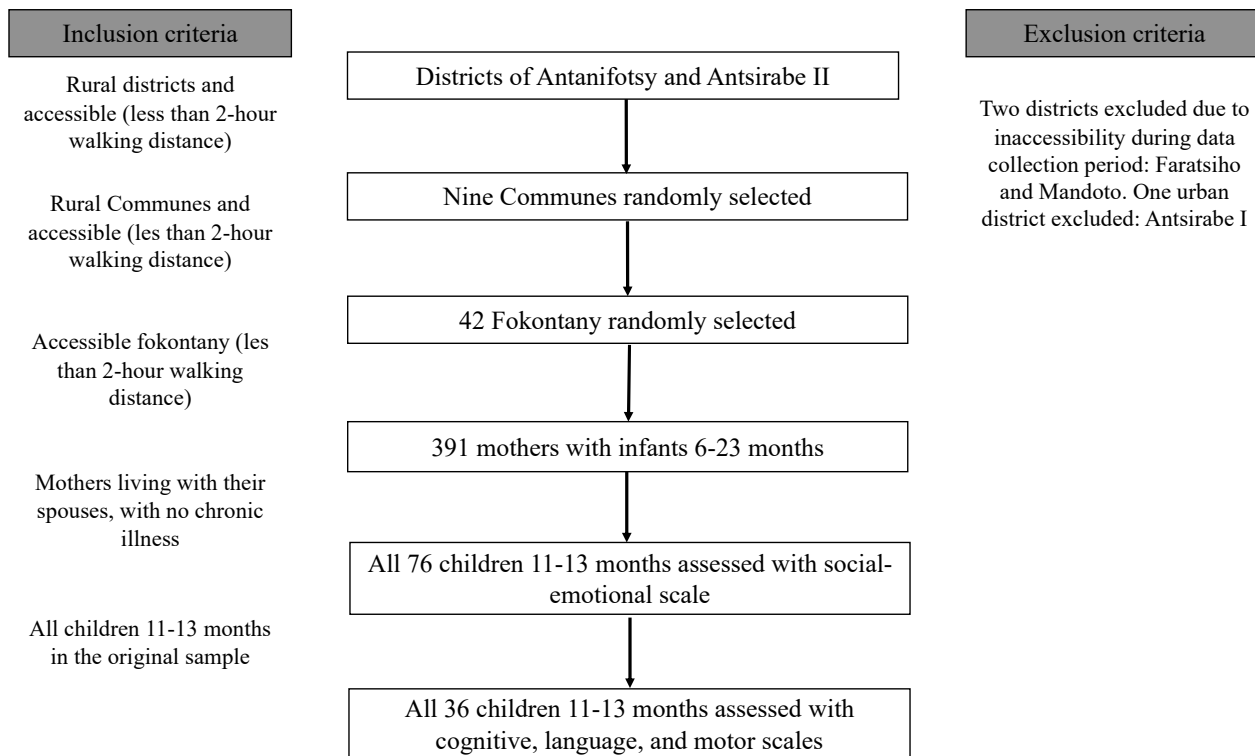 Inclusion criteria
Rural districts and
accessible (less than 2-hour
walking distance)
Rural Communes and
accessible (less than 2-hour
walking distance)
Accessible fokontany (les
than 2-hour walking
distance)
Mothers living with their
spouses, with no chronic
illness
All children 11-13 months
in the original sample
Districts of Antanifotsy and Antsirabe II
Nine Communes randomly selected
42 Fokontany randomly selected
391 mothers with infants 6-23 months
All 76 children 11-13 months assessed with social-
emotional scale
All 36 children 11-13 months assessed with
cognitive, language, and motor scales
Exclusion criteria
Two districts excluded due to
inaccessibility during data
collection period: Faratsiho
and Mandoto. One urban
district excluded: Antsirabe I